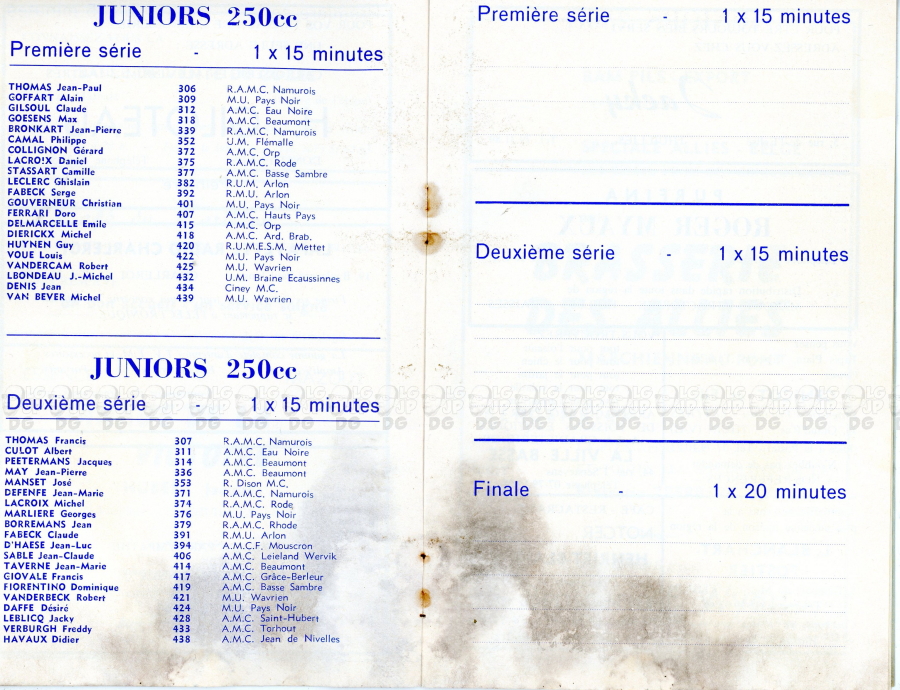 JUNIORS 250cc
Première série - 1 x 15 minutes
THOMAS Jean-Paul 306 R.A.M.C. Namurois
GOFFART Alain 309 M.U. Pays Noir
GILSOUL Claude 312 A.M.C. Eau Noire
GOESENS Max 318 A.M.C. Beaumont
BRONKART Jean-Pierre 339 R.A.M.C. Namurois
CAMAL Philippe 352 U.M. Flémalle
COLLIGNON Gérard 372 A.M.C. Orp
LACRO!X Daniel 375 R.A.M.C. Rode
STASSART Camille 377 A.M.C. Basse Sambre
LECLERC Ghislain 382 R.U.M. Arlon
FABECK Serge 392 R.M.U. Arlon
GOUVERNEUR Christian 401 M.U. Pays Noir
FERRARI Doro 407 A.M.C. Hauts Pays
DELMARCELLE Emile 415 A.M.C. Orp
DIERICKX Michel 418 A.M.C. Ard. Brab.
HUYNEN Guy 420 R.U.M.E.S.M. Mettet
VOUE Louis 422 M.U. Pays Noir
VANDERCAM Robert 425 M.U. Wavrien
LBONDEAU J.-Michel 432 U.M. Braine Ecaussinnes
DENIS Jean 434 Ciney M.C.
VAN BEVER Michel 439 M.U. Wavrien
JUNIORS 250cc
Deuxième série - 1 x 15 minutes
THOMAS Francis 307 R.A.M.C. Namurois
CULOT Albert 311 A.M.C. Eau Noire
PEETERMANS Jacques 314 A.M.C. Beaumont
MAY Jean-Pierre 336 A.M.C. Beaumont
MANSET José 353 R. Dison M.C.
DEFENFE Jean-Marie 371 R.A.M.C. Namurois
LACROIX Michel 374 R.A.M.C. Rode
MARLIERE Georges 376 M.U. Pays Noir
BORREMANS Jean 379 R.A.M.C. Rhode
FABECK Claude 391 R.M.U. Arlon
D'HAESE Jean-Luc 394 A.M.C.F. Mouscron
SABLE Jean-Claude 406 A.M.C. Leieland Wervik
TAVERNE Jean-Marie 414 A.M.C. Beaumont
GIOVALE Francis 417 A.M.C. Grâce-Berleur
FIORENTINO Dominique 419 A.M.C. Basse Sambre
VANDERBECK Robert 421 M.U. Wavrien
DAFFE Désiré 424 M.U. Pays Noir
LEBLICQ Jacky 428 A.M.C. Saint-Hubert
VERBURGH Freddy 433 A.M.C. Torhout
HAVAUX Didier 438 A.M.C. Jean de Nivelles
Première série - 1 x 15 minutes
Deuxième série - 1 x 15 minutes
Finale - 1 x 20 minutes